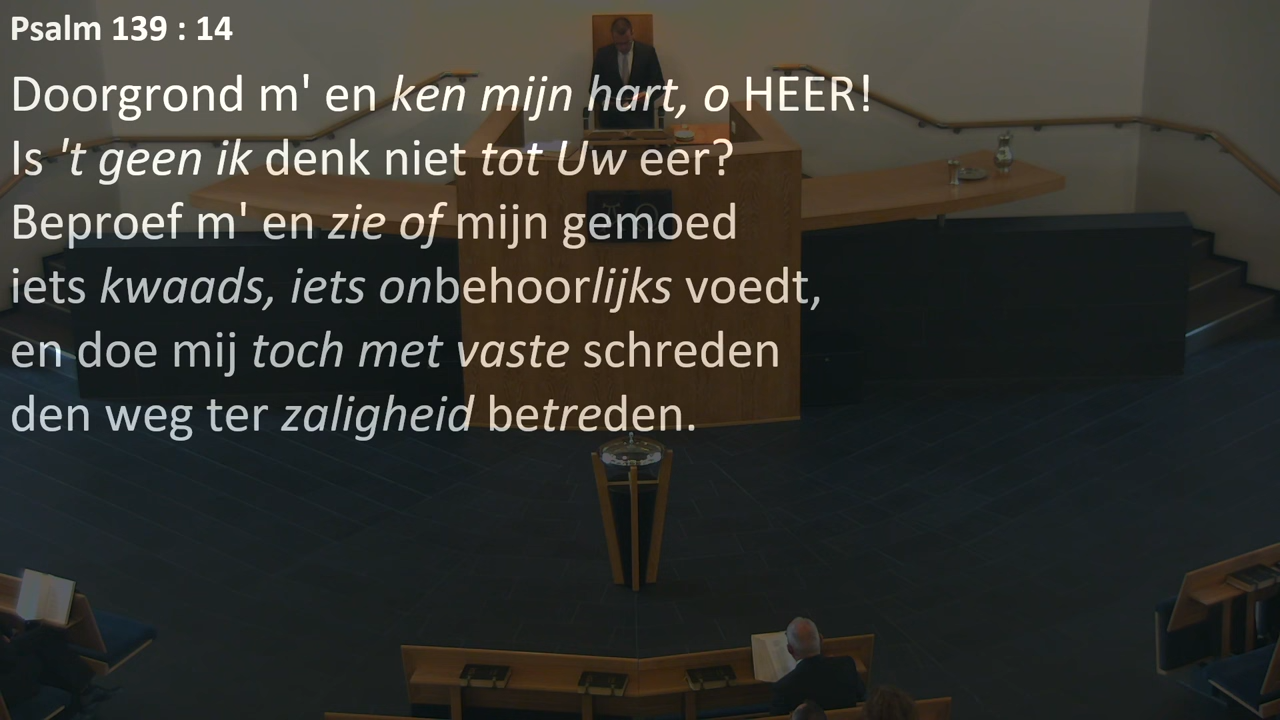 Psalm 139 : 14
Doorgrond m' en ken mijn hart, o HEER!
Is 't geen ik denk niet tot Uw eer?
Beproef m' en zie of mijn gemoed
iets kwaads, iets onbehoorlijks voedt,
en doe mij toch met vaste schreden
den weg ter zaligheid betreden.